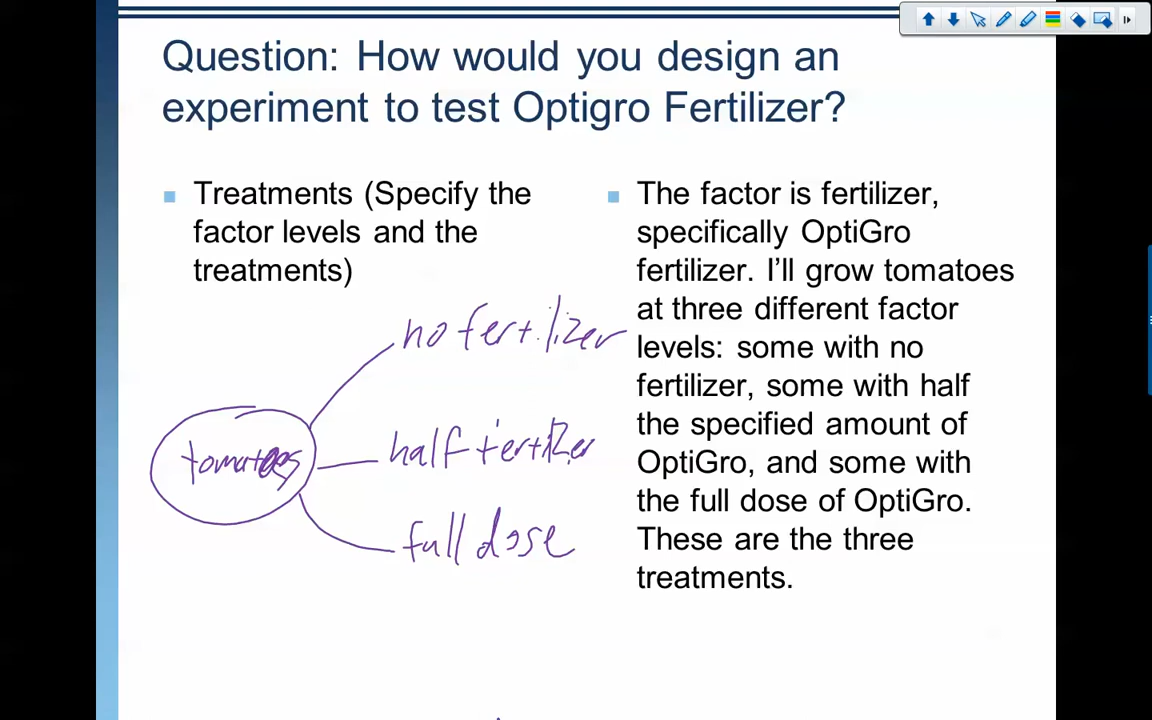 Question: How would you design an
experiment to test Optigro Fertilizer?
Treatments (Specify the
factor levels and the
treatments)
no fertilizer
tomatoes
half fertilizer
full dose
The factor is fertilizer,
specifically OptiGro
fertilizer. I'll grow tomatoes
at three different factor
levels: some with no
fertilizer, some with half
the specified amount of
OptiGro, and some with
the full dose of OptiGro.
These are the three
treatments.